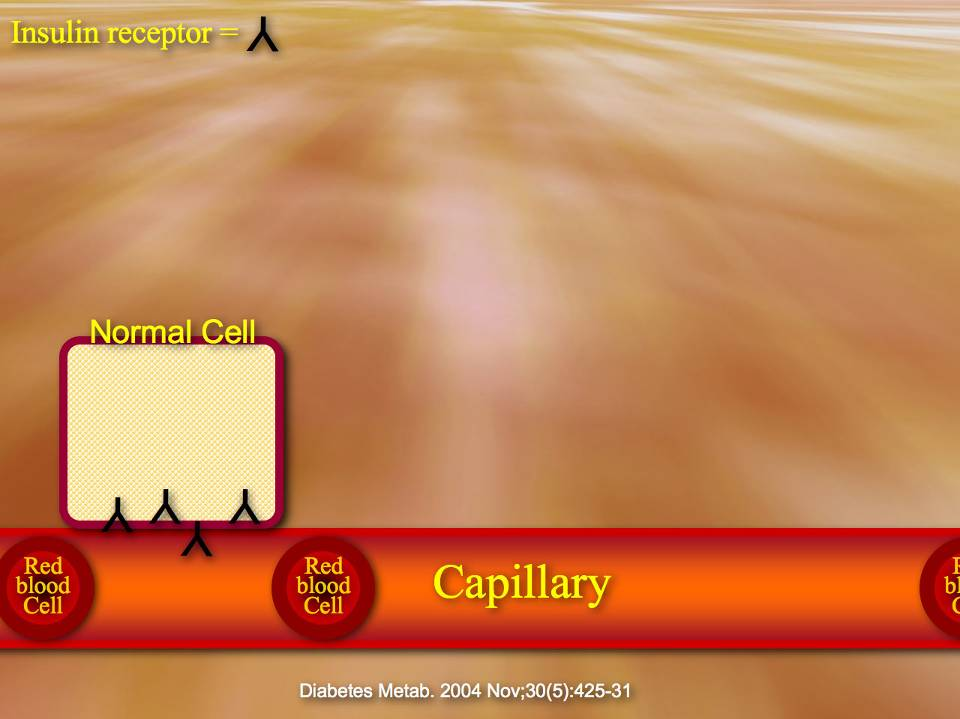 Insulin receptor =
Normal Cell
Red
blood
Cell
Red
blood
Cell
Capillary
Diabetes Metab. 2004 Nov;30(5):425-31